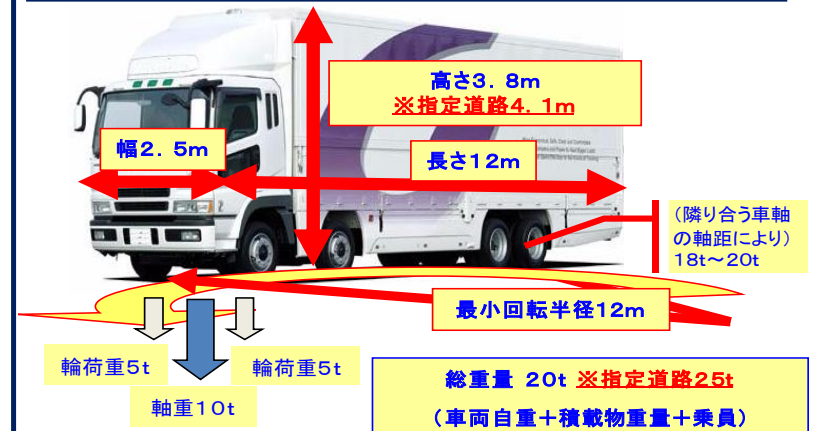 高さ3．8m
※指定道路4．1m
幅2．5m
長さ12m
(隣り合う車軸
の軸距により)
18t～20t
最小回転半径12m
輪荷重5t
輪荷重5t
軸重10t
総重量 20t ※指定道路25t
(車両自重＋積載物重量＋乗員)